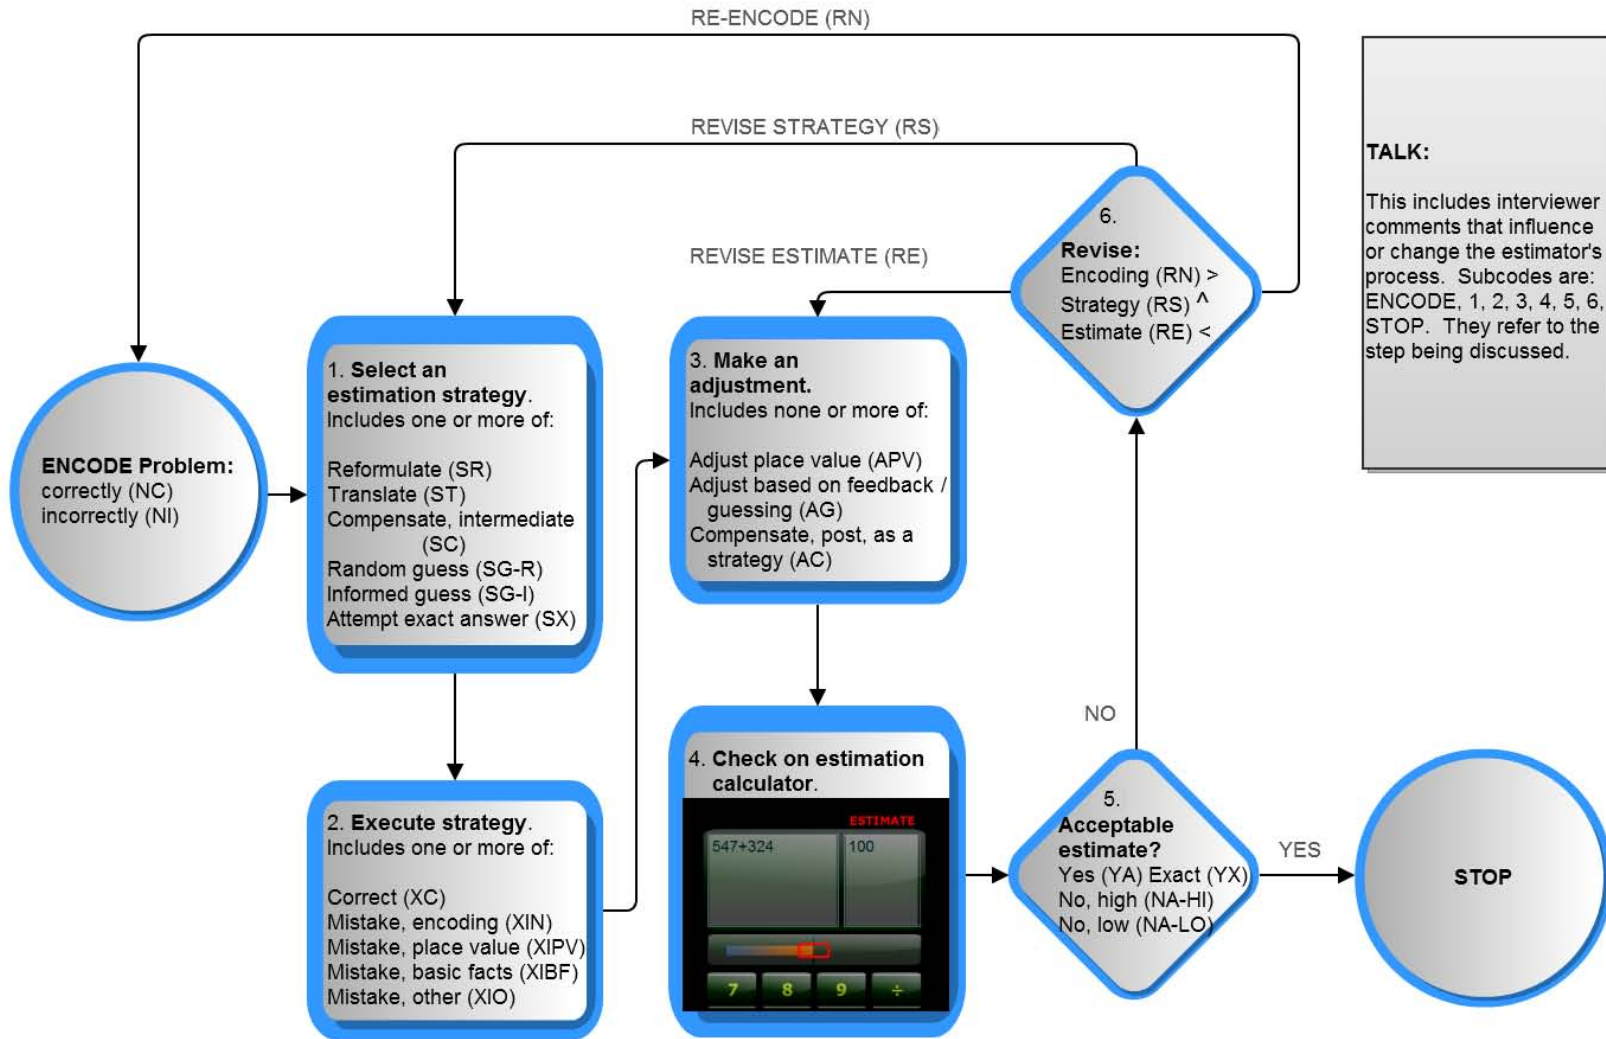 RE-ENCODE (RN)
REVISE STRATEGY (RS)
REVISE ESTIMATE (RE)
ENCODE Problem:
correctly (NC)
incorrectly (NI)
1. Select an
estimation strategy.
Includes one or more of:
Reformulate (SR)
Translate (ST)
Compensate, intermediate
(SC)
Random guess (SG-R)
Informed guess (SG-I)
Attempt exact answer (SX)
2. Execute strategy.
Includes one or more of:
Correct (XC)
Mistake, encoding (XIN)
Mistake, place value (XIPV)
Mistake, basic facts (XIBF)
Mistake, other (XIO)
3. Make an
adjustment.
Includes none or more of:
Adjust place value (APV)
Adjust based on feedback /
guessing (AG)
Compensate, post, as a
strategy (AC)
4. Check on estimation
calculator.
ESTIMATE
547+324
100
7 8 9 ÷
5.
Acceptable
estimate?
Yes (YA) Exact (YX)
No, high (NA-HI)
No, low (NA-LO)
NO
YES
6.
Revise:
Encoding (RN) >
Strategy (RS) ^
Estimate (RE) <
STOP
TALK:
This includes interviewer
comments that influence
or change the estimator's
process. Subcodes are:
ENCODE, 1, 2, 3, 4, 5, 6,
STOP. They refer to the
step being discussed.